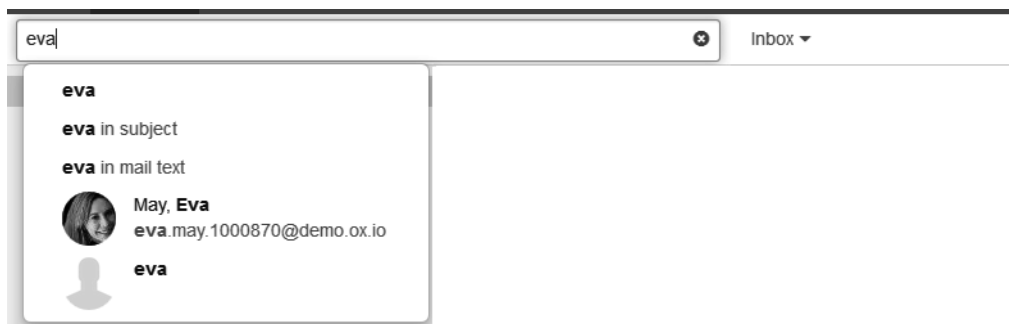 eva
Inbox
eva
eva in subject
eva in mail text
May, Eva
eva.may.1000870@demo.ox.io
eva